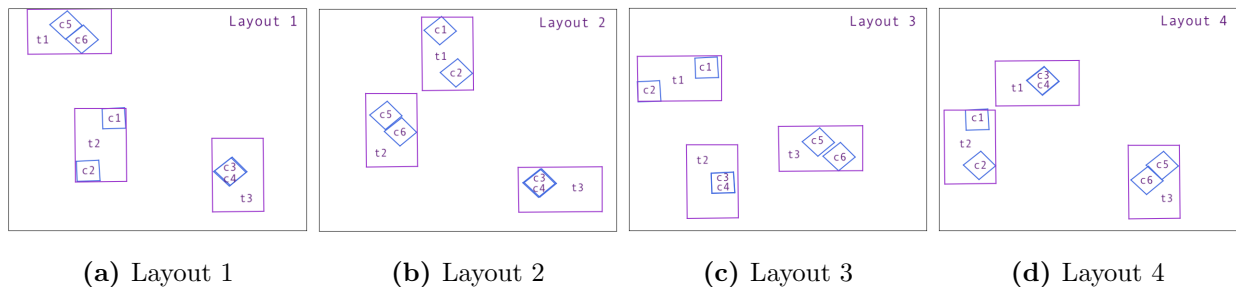 Layout 1
c5
t1
c6
c1
t2
c2
c3
c4
t3
Layout 2
c1
t1
c2
c5
c6
t2
c3
c4
t3
Layout 3
c1
t1
c2
c5
t3
c6
t2
c3
c4
Layout 4
c3
t1
c4
c1
t2
c2
c5
c6
t3
(a) Layout 1
(b) Layout 2
(c) Layout 3
(d) Layout 4